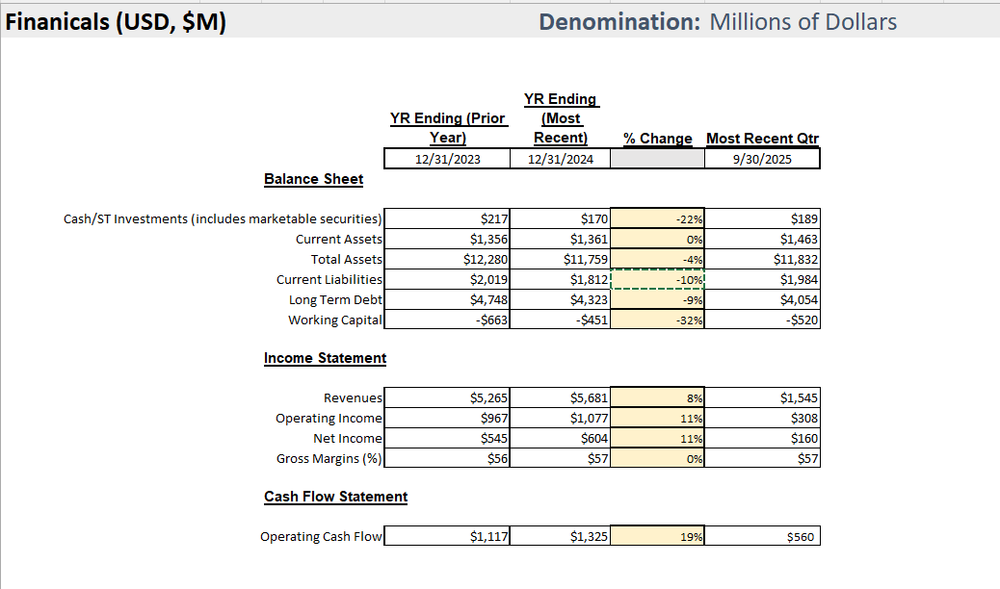 Finanicals (USD, $M) Denomination: Millions of Dollars
YR Ending (Prior Year) YR Ending (Most Recent) % Change Most Recent Qtr
12/31/2023 12/31/2024 9/30/2025
Balance Sheet
Cash/ST Investments (includes marketable securities) $217 $170 -22% $189
Current Assets $1,356 $1,361 0% $1,463
Total Assets $12,280 $11,759 -4% $11,832
Current Liabilities $2,019 $1,812 -10% $1,984
Long Term Debt $4,748 $4,323 -9% $4,054
Working Capital -$663 -$451 -32% -$520
Income Statement
Revenues $5,265 $5,681 8% $1,545
Operating Income $967 $1,077 11% $308
Net Income $545 $604 11% $160
Gross Margins (%) $56 $57 0% $57
Cash Flow Statement
Operating Cash Flow $1,117 $1,325 19% $560